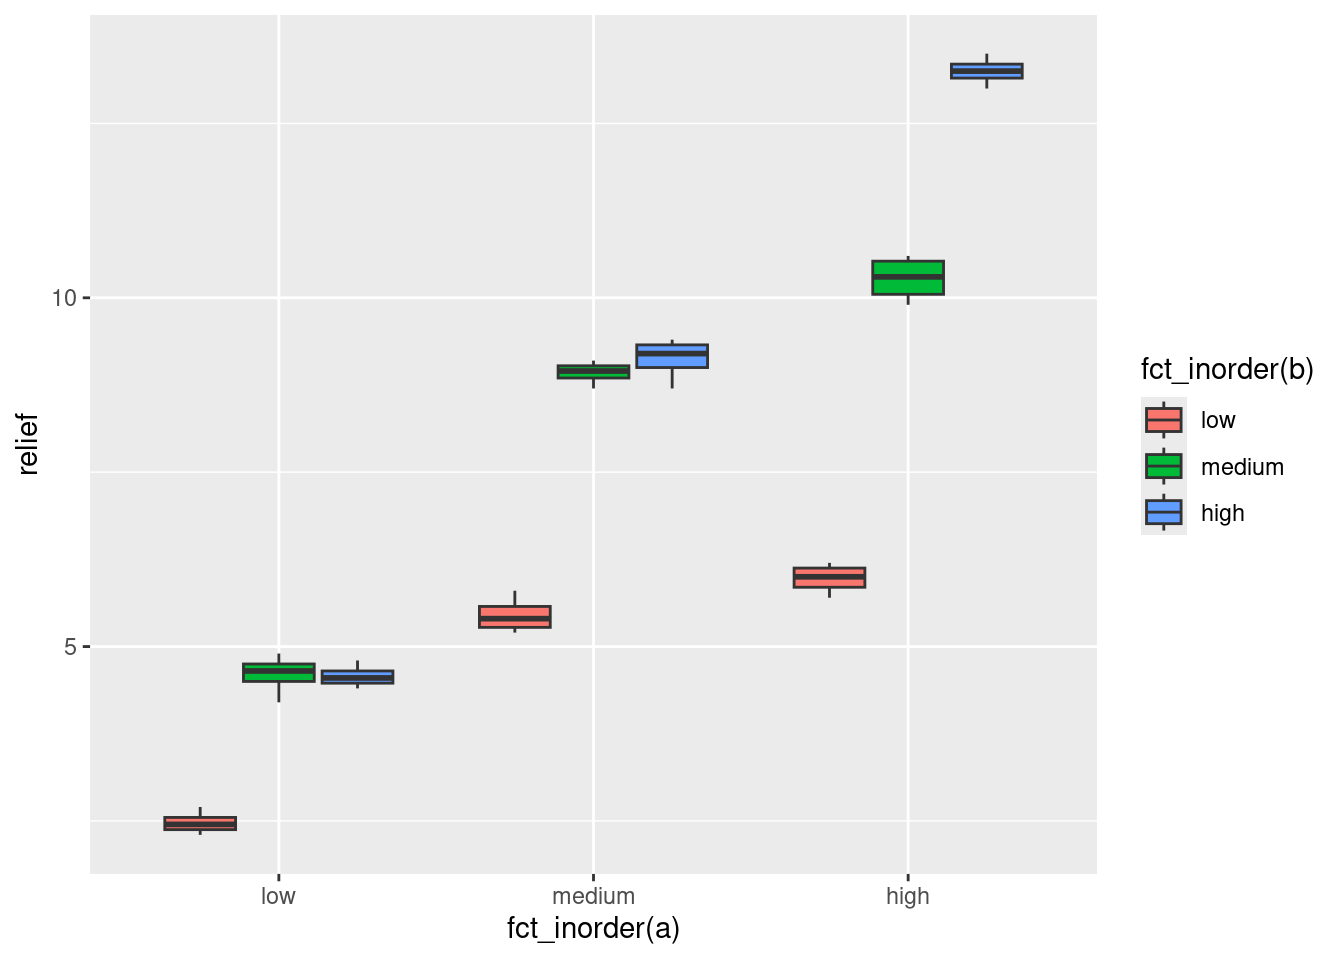 relief
10
5
low
medium
high
fct_inorder(a)
fct_inorder(b)
low
medium
high